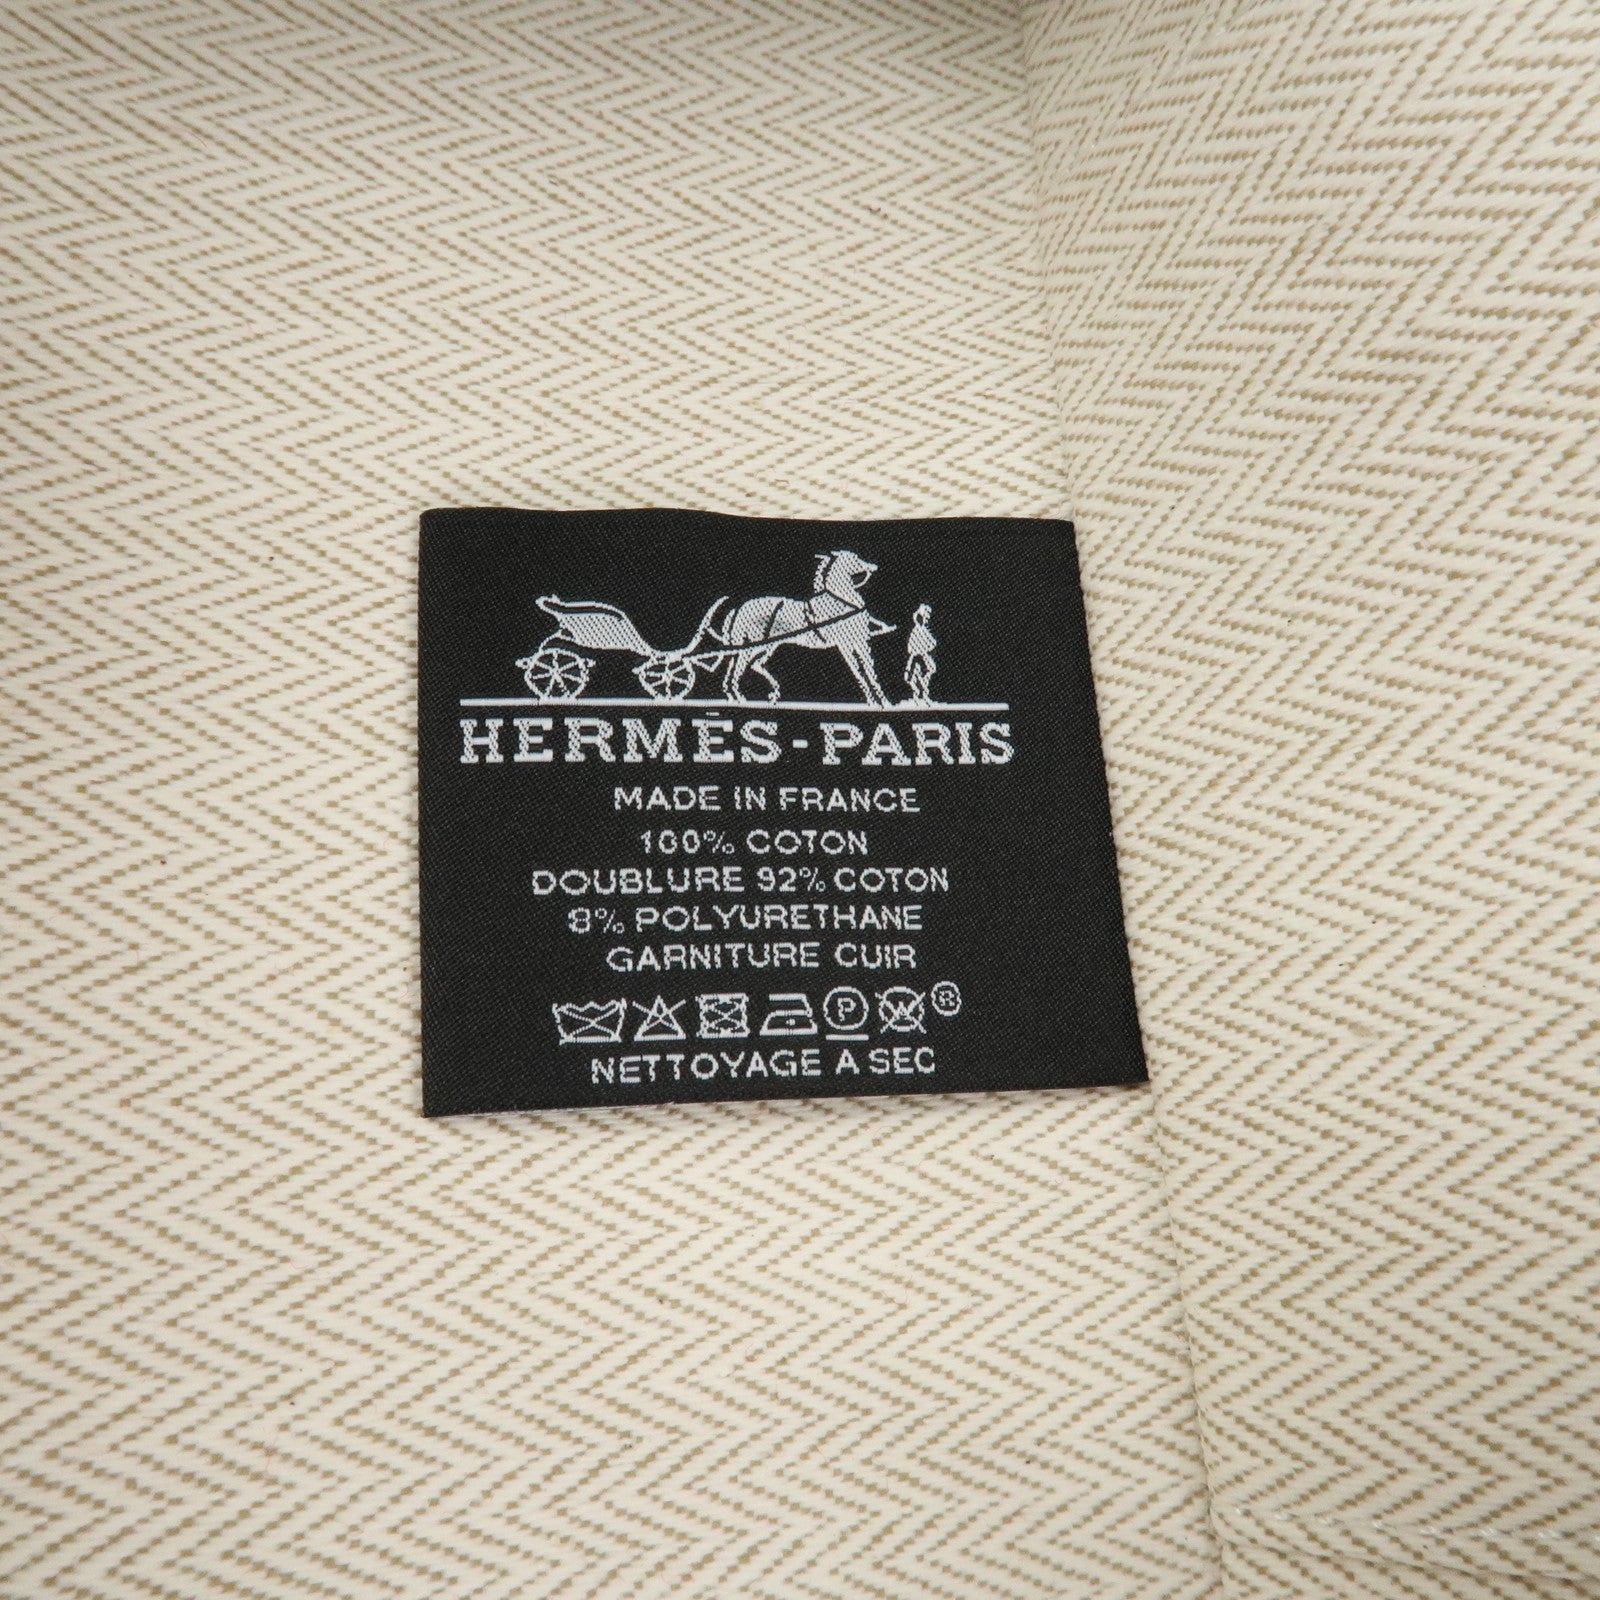 HERMÈS-PARIS
MADE IN FRANCE
100% COTON
DOUBLURE 92% COTON
8% POLYURETHANE
GARNITURE CUIR
P W ®
NETTOYAGE A SEC